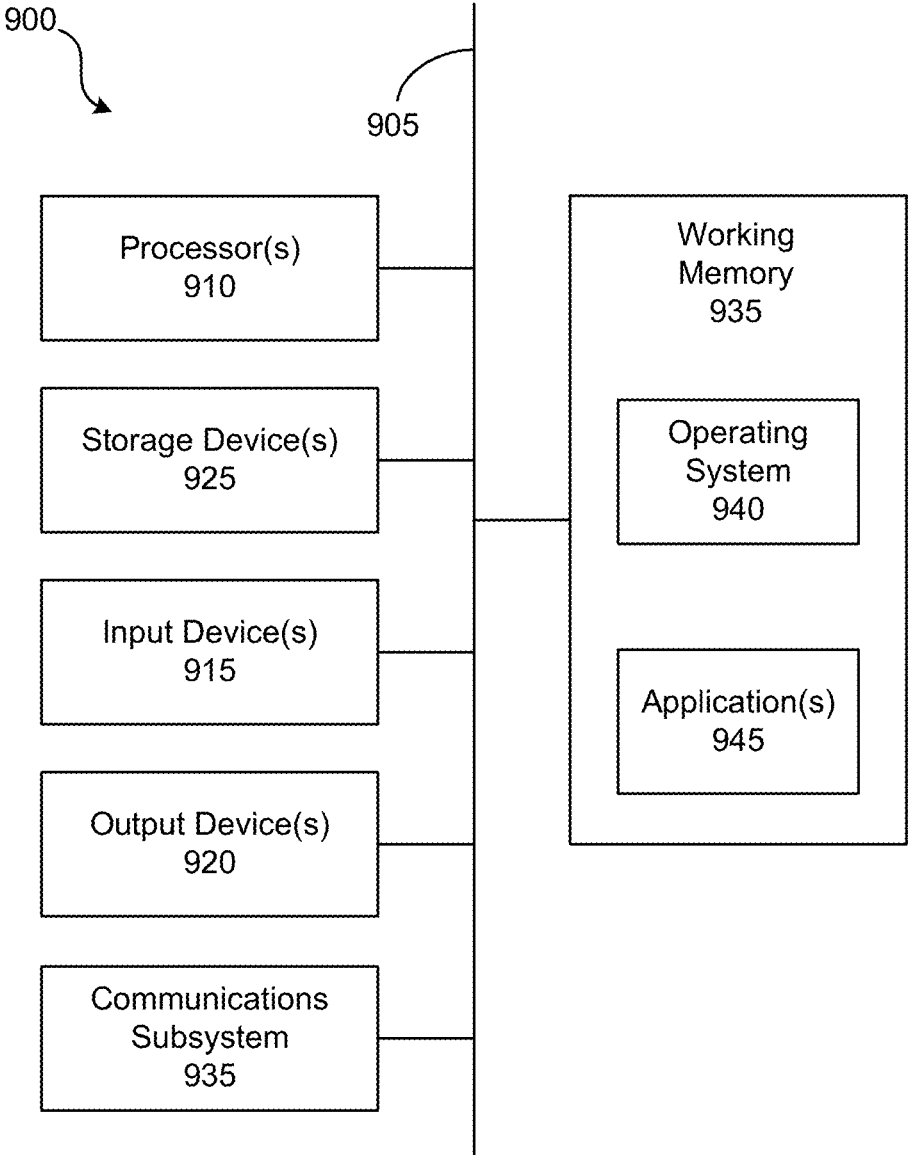 900
905
Processor(s)
910
Storage Device(s)
925
Input Device(s)
915
Output Device(s)
920
Communications
Subsystem
935
Working
Memory
935
Operating
System
940
Application(s)
945